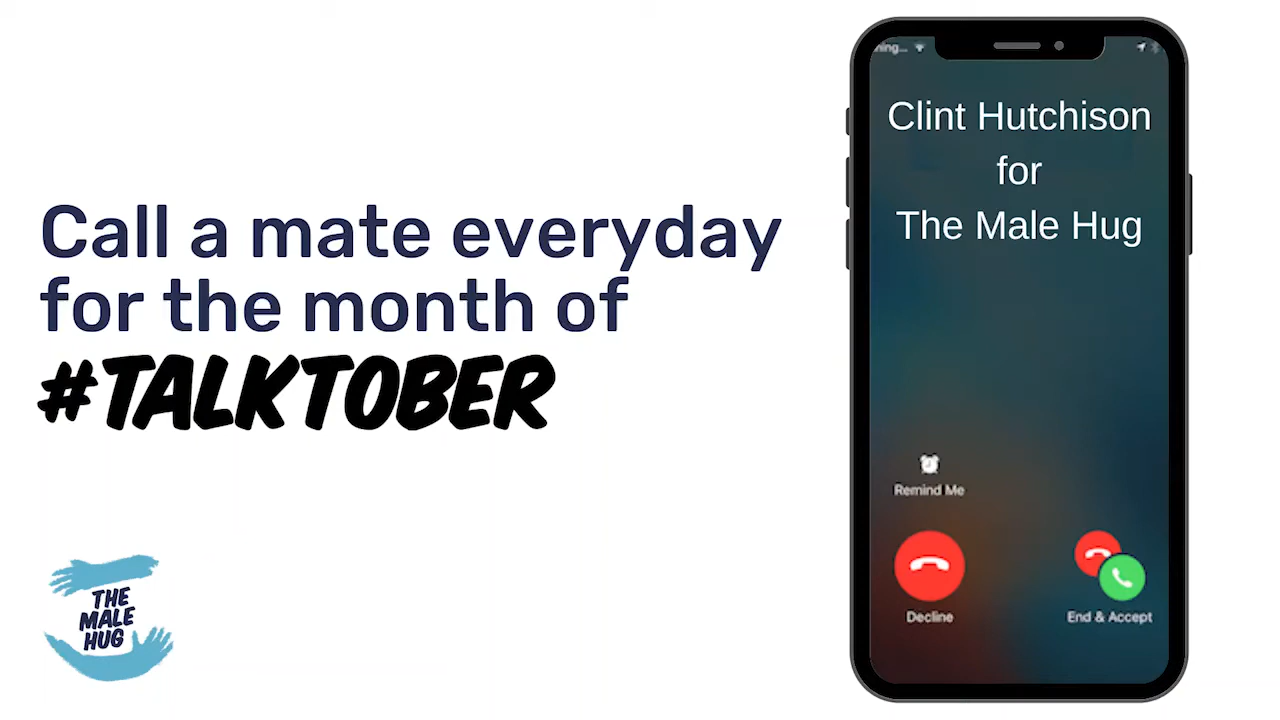 Call a mate everyday
for the month of
#TALKTOBER
THE
MALE
HUG
Clint Hutchison
for
The Male Hug
Remind Me
Decline
End & Accept